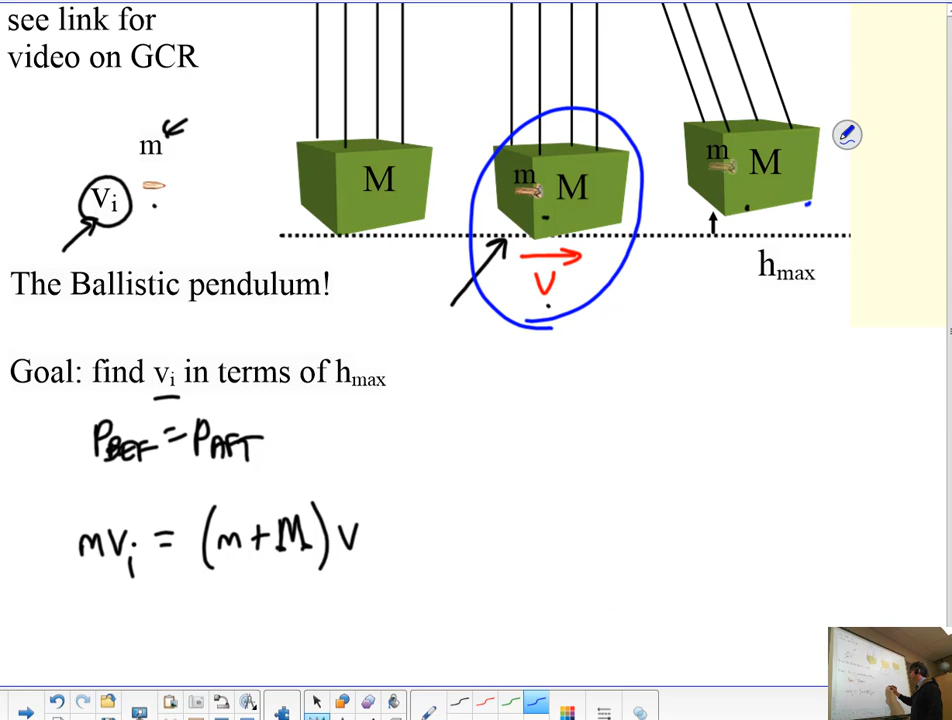 see link for
video on GCR
m
Vi
M
m M
m M
V
hmax
The Ballistic pendulum!
Goal: find vi in terms of hmax
PBEF = PAFT
mvi = (m+M)v